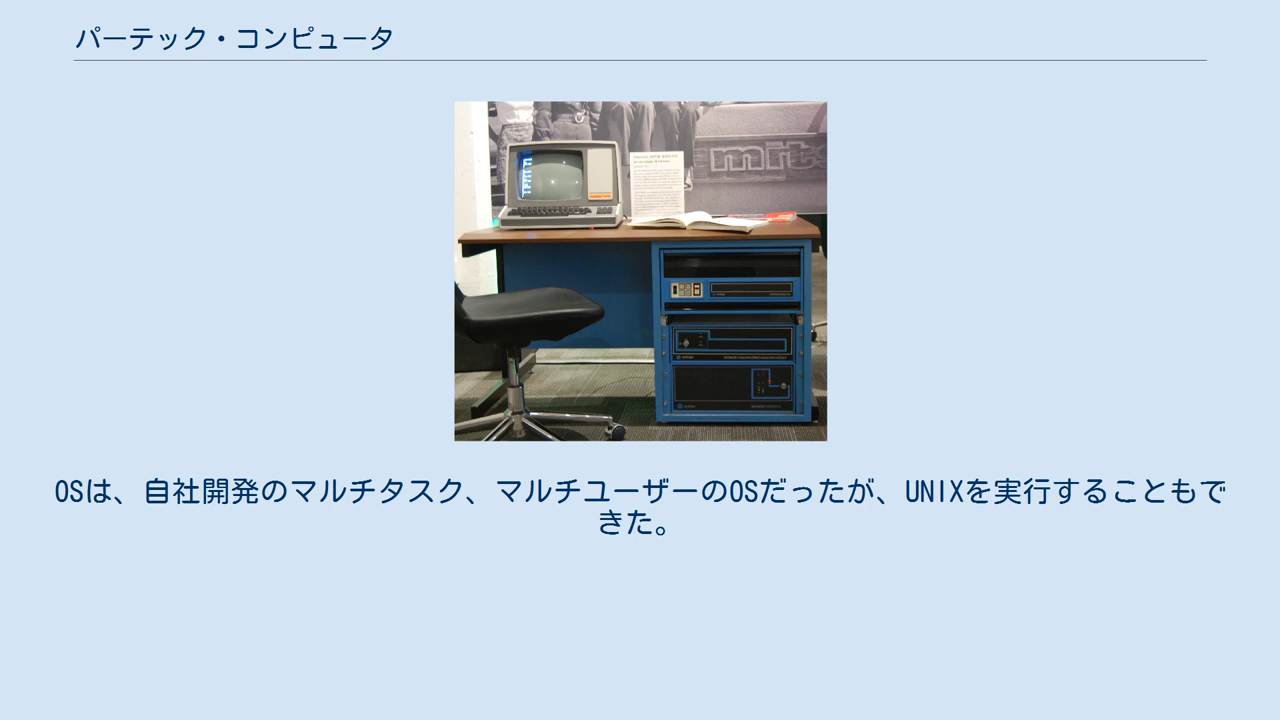 パーテック・コンピュータ
mits
OSは、自社開発のマルチタスク、マルチユーザーのOSだったが、UNIXを実行することもで
きた。